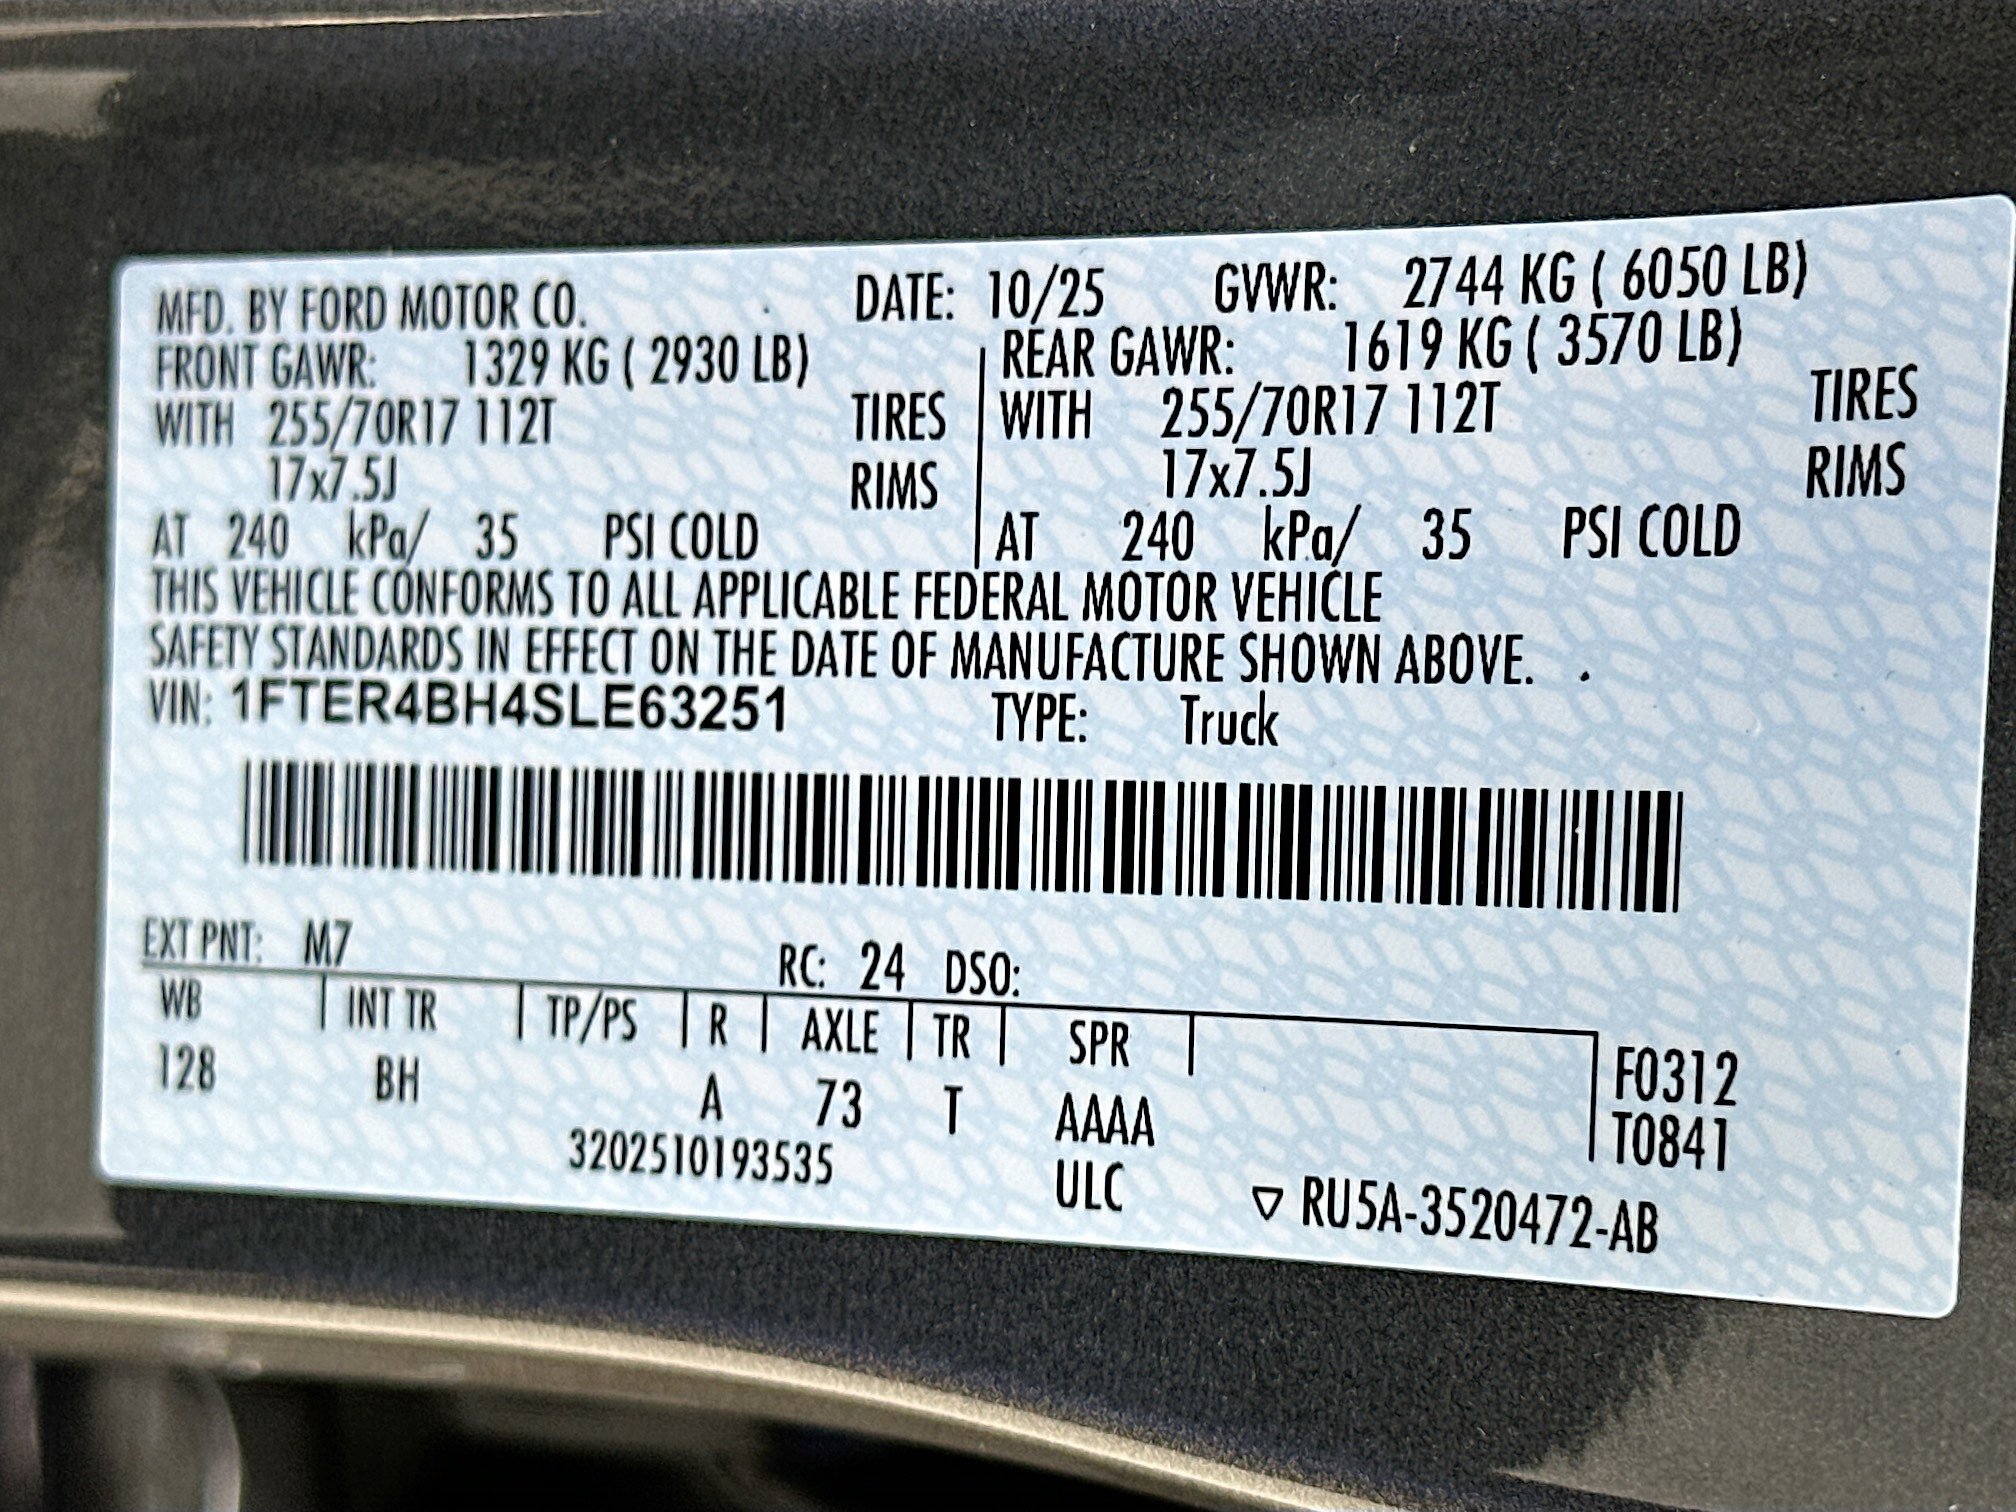 MFD. BY FORD MOTOR CO. DATE: 10/25 GVWR: 2744 KG ( 6050 LB)
FRONT GAWR: 1329 KG ( 2930 LB) REAR GAWR: 1619 KG ( 3570 LB)
WITH 255/70R17 112T TIRES WITH 255/70R17 112T TIRES
17x7.5J RIMS 17x7.5J RIMS
AT 240 kPa/ 35 PSI COLD AT 240 kPa/ 35 PSI COLD
THIS VEHICLE CONFORMS TO ALL APPLICABLE FEDERAL MOTOR VEHICLE
SAFETY STANDARDS IN EFFECT ON THE DATE OF MANUFACTURE SHOWN ABOVE.
VIN: 1FTER4BH4SLE63251 TYPE: Truck
EXT PNT: M7 RC: 24 DSO:
WB | INT TR | TP/PS | R | AXLE | TR | SPR |
128 BH A 73 T AAAA F0312
3202510193535 ULC T0841
▽ RU5A-3520472-AB